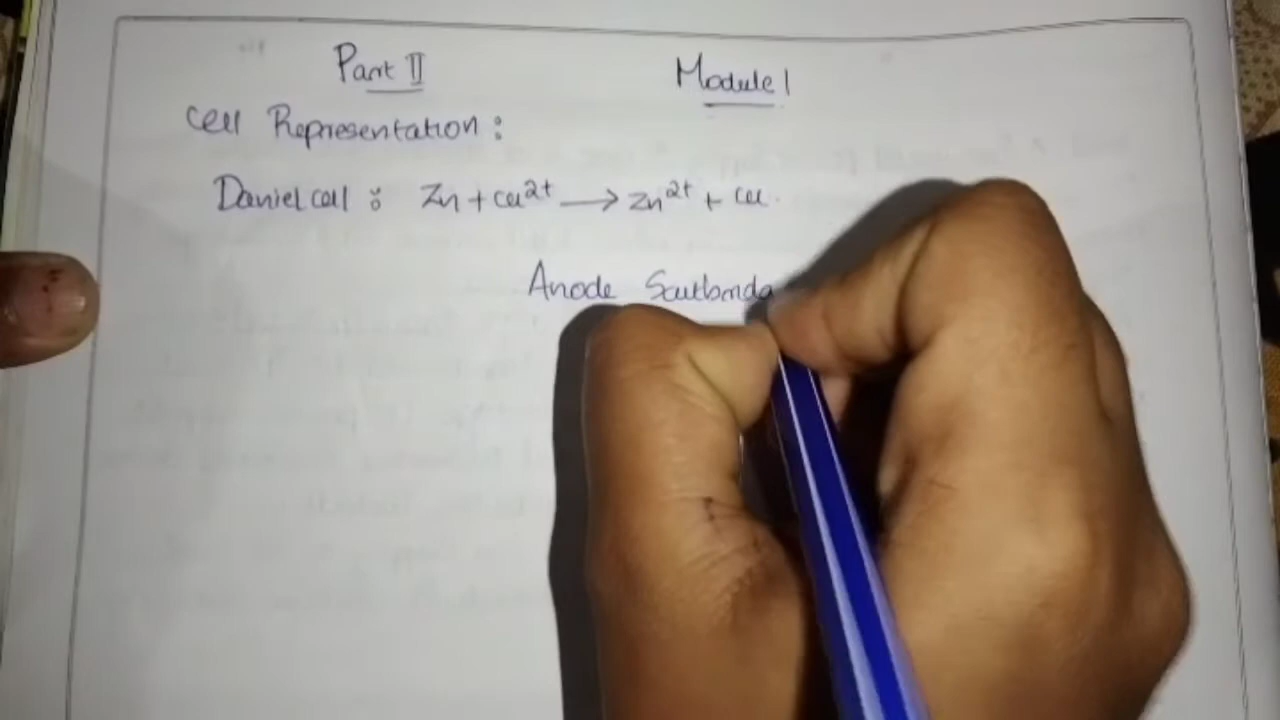 Part II Module 1
Cell Representation:
Daniel cell : Zn + Cu²⁺ ⟶ Zn²⁺ + Cu.
Anode